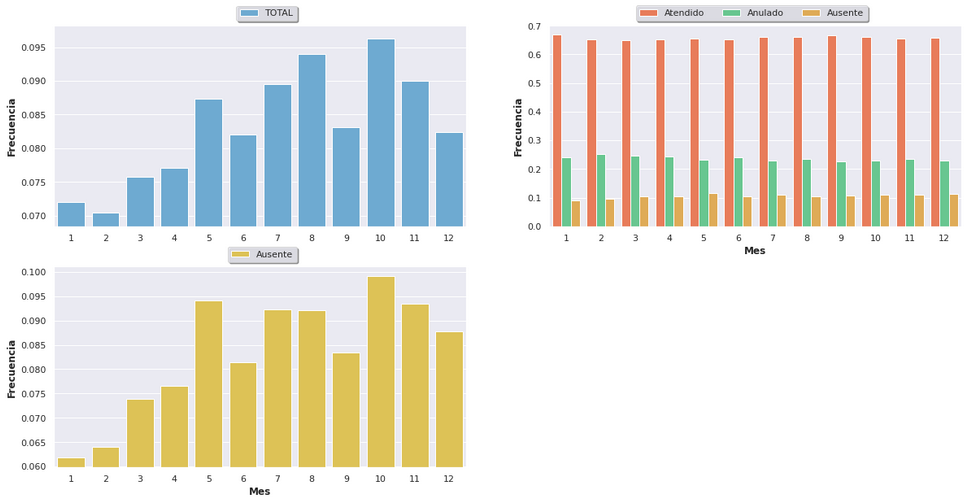 TOTAL
Frecuencia
0.095
0.090
0.085
0.080
0.075
0.070
1 2 3 4 5 6 7 8 9 10 11 12
Atendido Anulado Ausente
Frecuencia
0.7
0.6
0.5
0.4
0.3
0.2
0.1
0.0
1 2 3 4 5 6 7 8 9 10 11 12
Mes
Ausente
Frecuencia
0.100
0.095
0.090
0.085
0.080
0.075
0.070
0.065
0.060
1 2 3 4 5 6 7 8 9 10 11 12
Mes